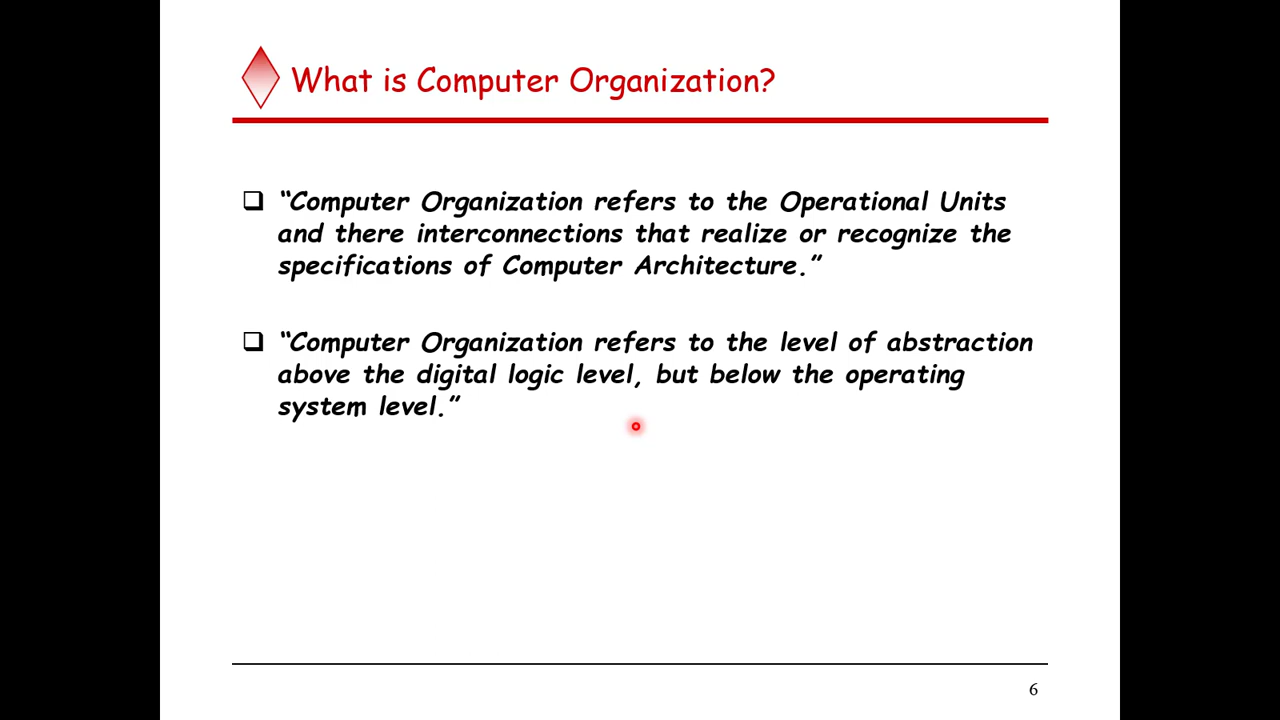 What is Computer Organization?
“Computer Organization refers to the Operational Units
and there interconnections that realize or recognize the
specifications of Computer Architecture.”
“Computer Organization refers to the level of abstraction
above the digital logic level, but below the operating
system level.”
6